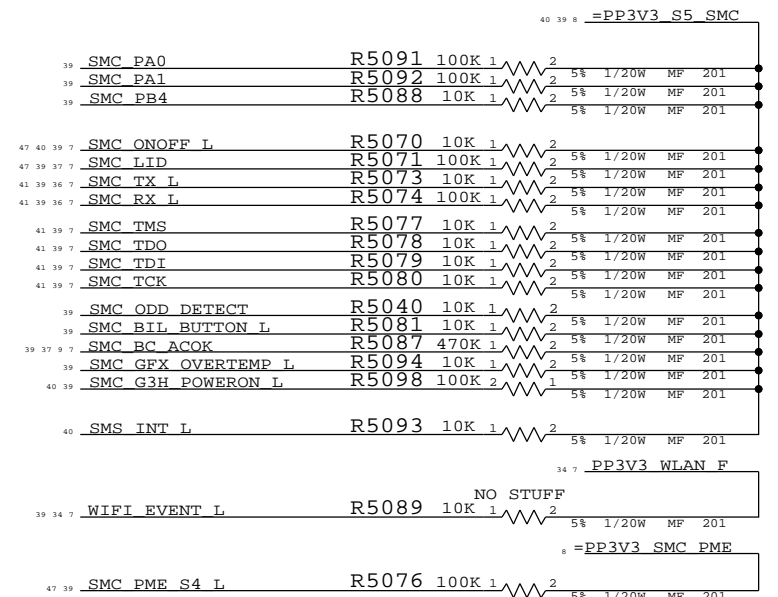 40 39 8 =PP3V3_S5_SMC
39 SMC_PA0 R5091 100K 1 2
5% 1/20W MF 201
39 SMC_PA1 R5092 100K 1 2
5% 1/20W MF 201
39 SMC_PB4 R5088 10K 1 2
5% 1/20W MF 201
47 40 39 7 SMC_ONOFF_L R5070 10K 1 2
5% 1/20W MF 201
47 39 37 7 SMC_LID R5071 100K 1 2
5% 1/20W MF 201
41 39 36 7 SMC_TX_L R5073 10K 1 2
5% 1/20W MF 201
41 39 36 7 SMC_RX_L R5074 100K 1 2
5% 1/20W MF 201
41 39 7 SMC_TMS R5077 10K 1 2
5% 1/20W MF 201
41 39 7 SMC_TDO R5078 10K 1 2
5% 1/20W MF 201
41 39 7 SMC_TDI R5079 10K 1 2
5% 1/20W MF 201
41 39 7 SMC_TCK R5080 10K 1 2
5% 1/20W MF 201
39 SMC_ODD_DETECT R5040 10K 1 2
5% 1/20W MF 201
39 SMC_BIL_BUTTON_L R5081 10K 1 2
5% 1/20W MF 201
39 37 9 7 SMC_BC_ACOK R5087 470K 1 2
5% 1/20W MF 201
39 SMC_GFX_OVERTEMP_L R5094 10K 1 2
5% 1/20W MF 201
40 39 SMC_G3H_POWERON_L R5098 100K 2 1
5% 1/20W MF 201
40 SMS_INT_L R5093 10K 1 2
5% 1/20W MF 201
34 7 PP3V3_WLAN_F
NO STUFF
39 34 7 WIFI_EVENT_L R5089 10K 1 2
5% 1/20W MF 201
8 =PP3V3_SMC_PME
47 39 SMC_PME_S4_L R5076 100K 1 2
5% 1/20W MF 201